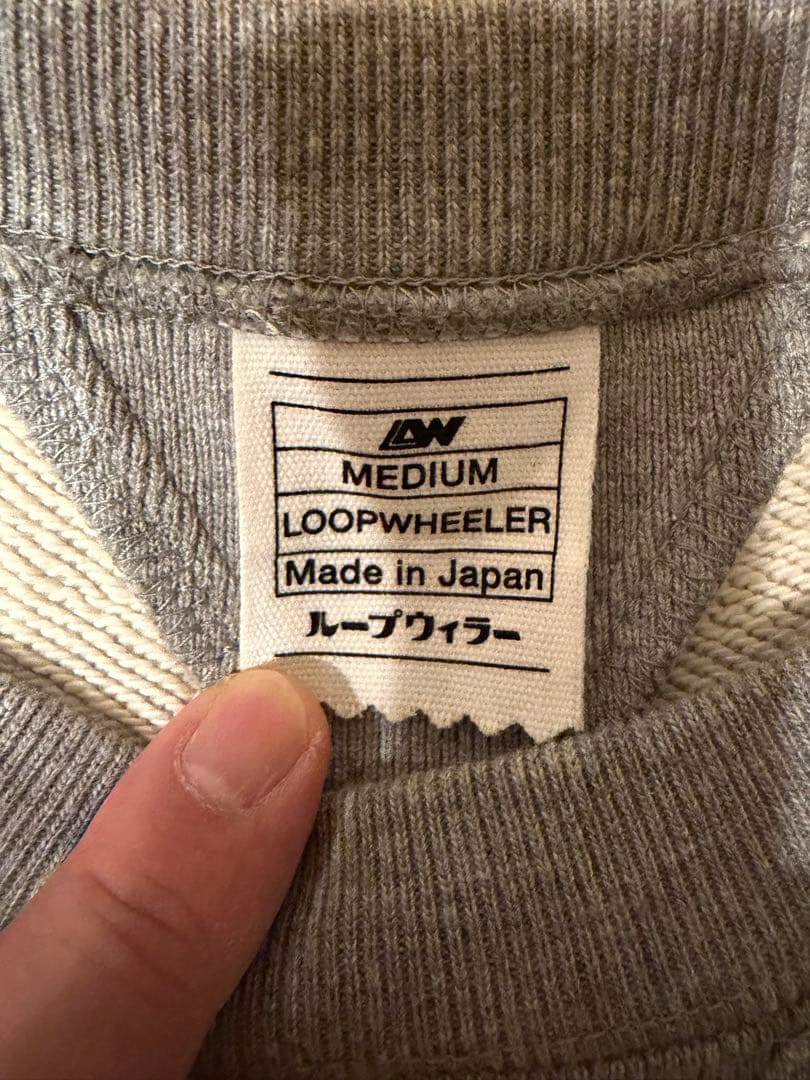 LW
MEDIUM
LOOPWHEELER
Made in Japan
ループウィラー